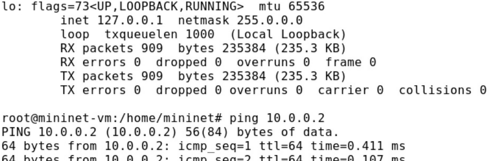 lo: flags=73<UP,LOOPBACK,RUNNING>  mtu 65536
        inet 127.0.0.1  netmask 255.0.0.0
        loop  txqueuelen 1000  (Local Loopback)
        RX packets 909  bytes 235384 (235.3 KB)
        RX errors 0  dropped 0  overruns 0  frame 0
        TX packets 909  bytes 235384 (235.3 KB)
        TX errors 0  dropped 0 overruns 0  carrier 0  collisions 0
root@mininet-vm:/home/mininet# ping 10.0.0.2
PING 10.0.0.2 (10.0.0.2) 56(84) bytes of data.
64 bytes from 10.0.0.2: icmp_seq=1 ttl=64 time=0.411 ms
64 bytes from 10.0.0.2: icmp_seq=2 ttl=64 time=0.107 ms